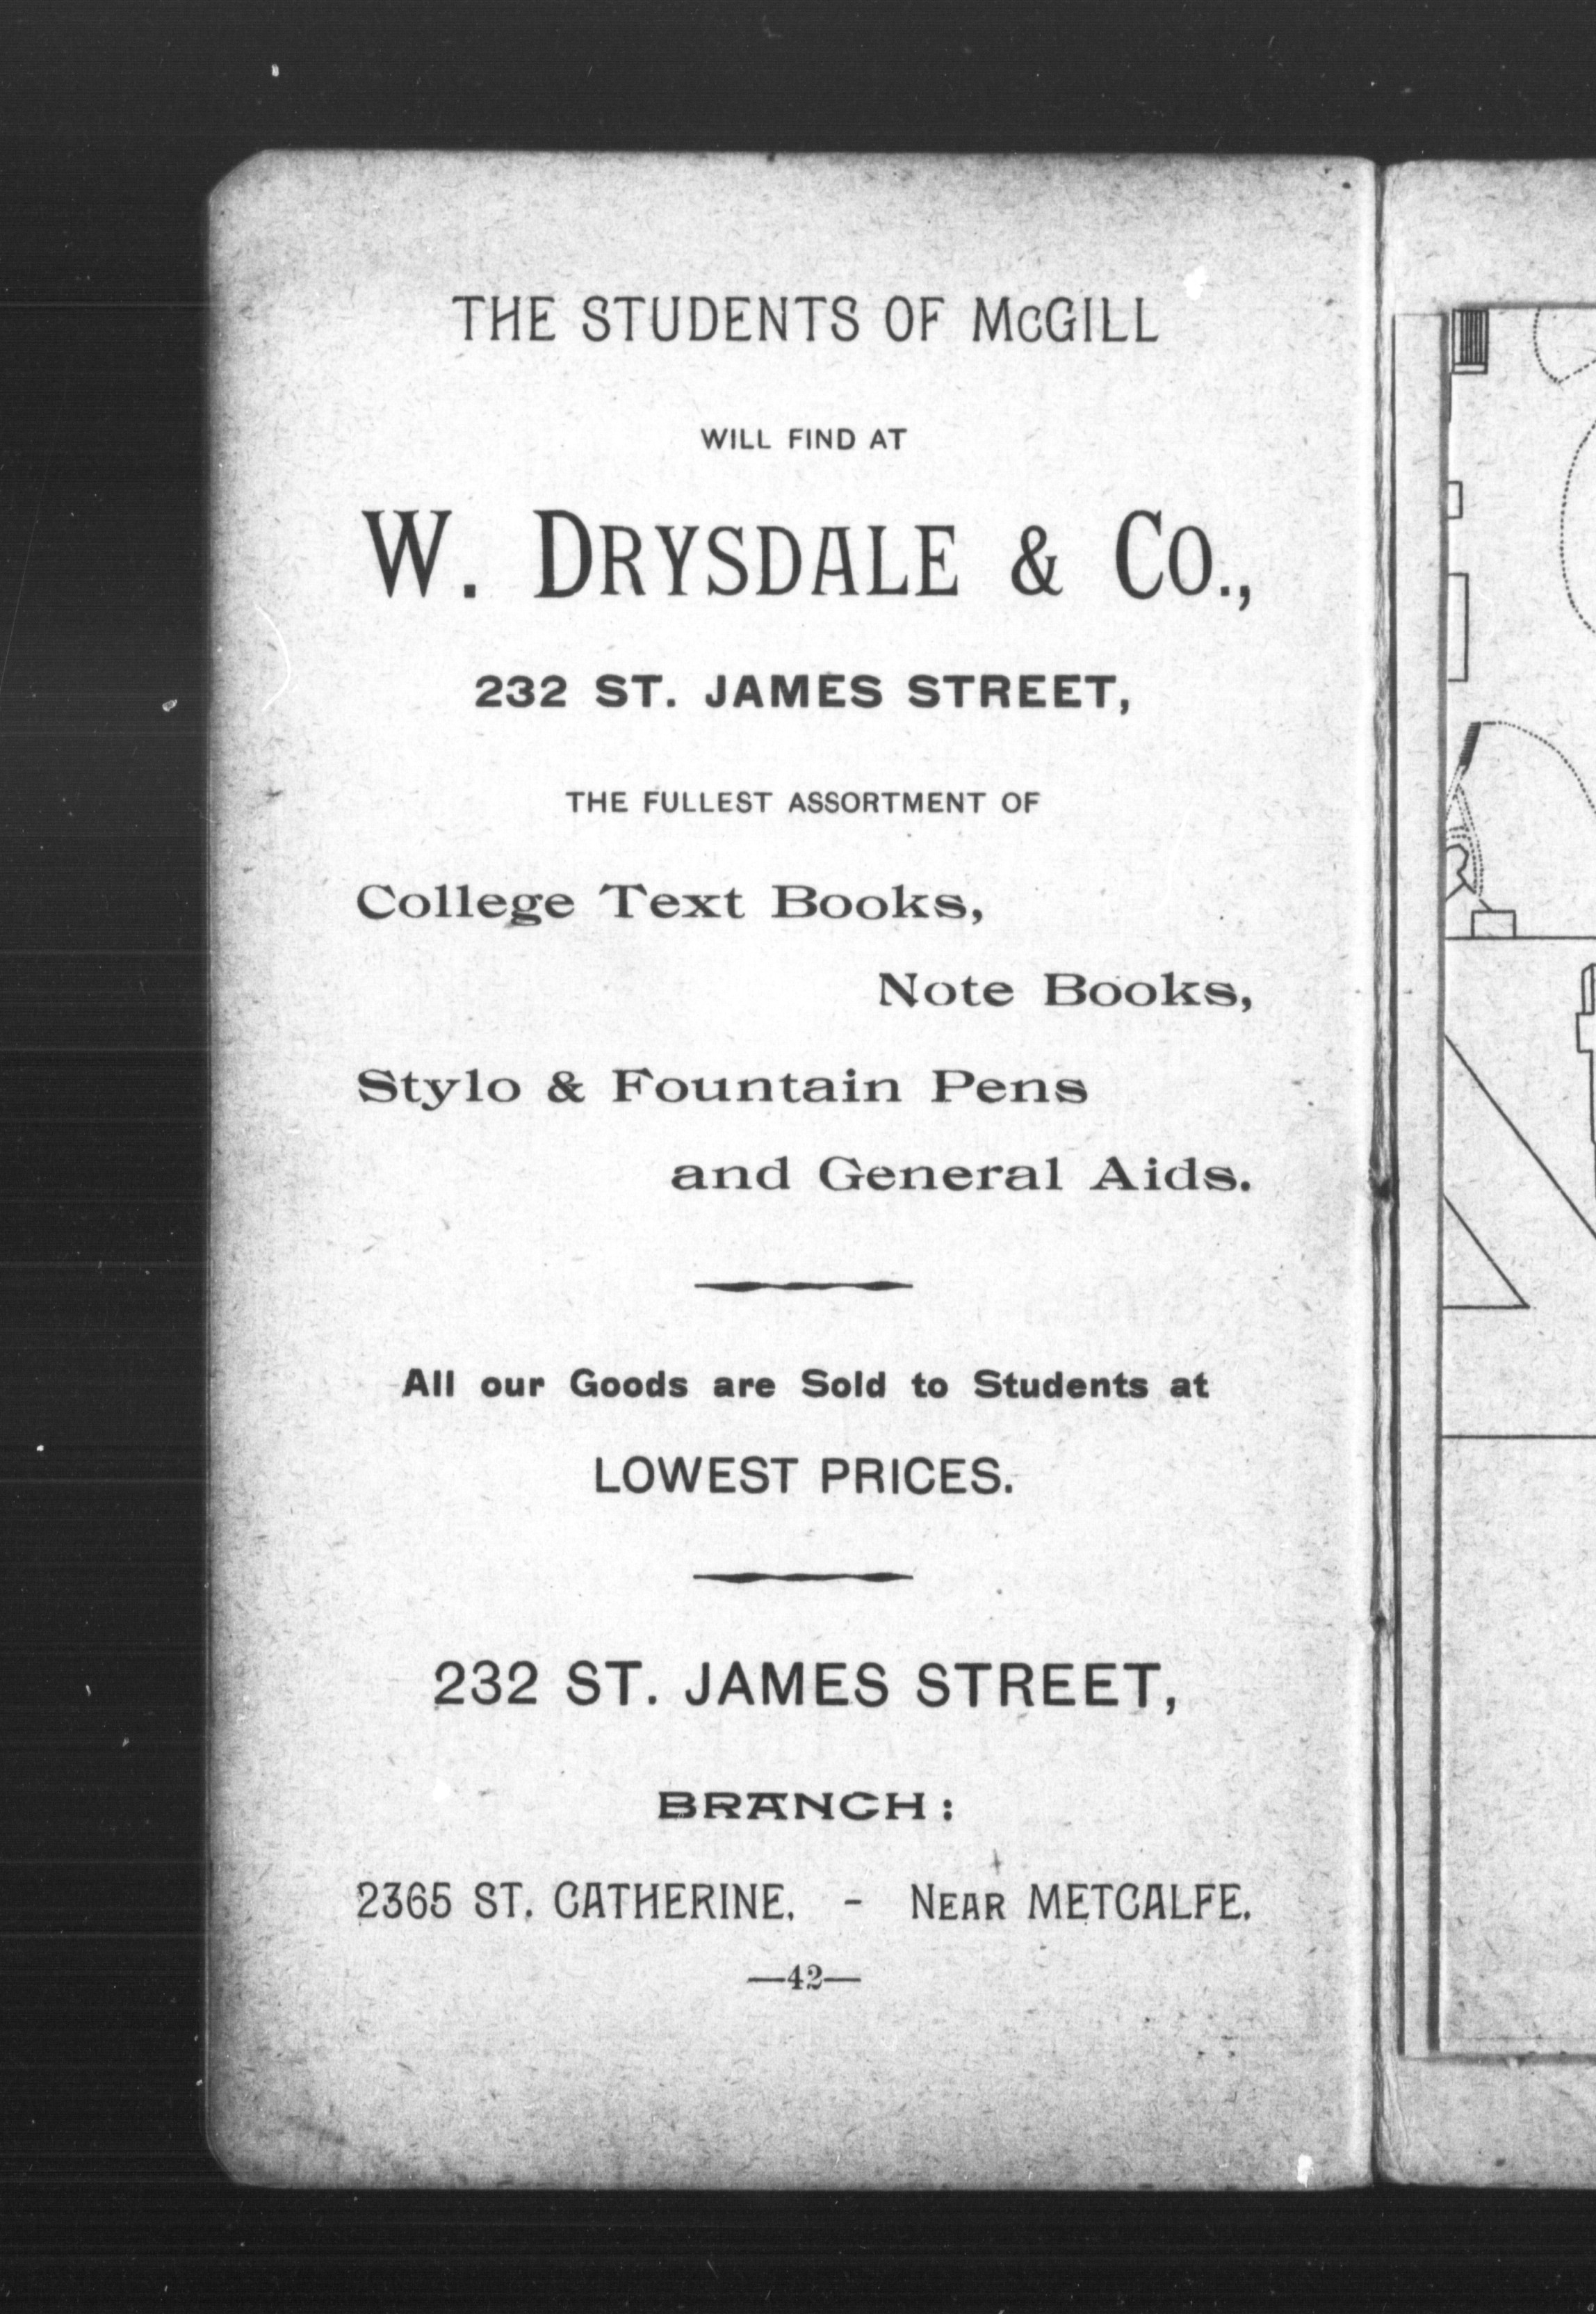 THE STUDENTS OF McGILL
WILL FIND AT
W. DRYSDALE & CO.,
232 ST. JAMES STREET,
THE FULLEST ASSORTMENT OF
College Text Books,
Note Books,
Stylo & Fountain Pens
and General Aids.
All our Goods are Sold to Students at
LOWEST PRICES.
232 ST. JAMES STREET,
BRANCH:
2365 ST. CATHERINE. - NEAR METCALFE.
—42—